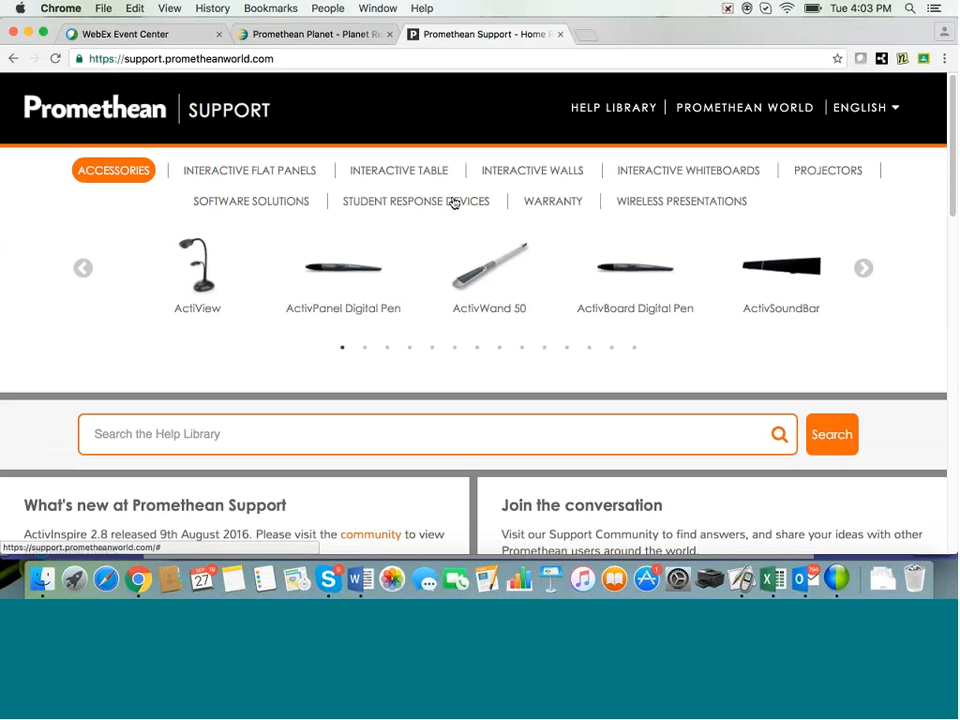 Chrome File Edit View History Bookmarks People Window Help Tue 4:03 PM
WebEx Event Center Promethean Planet - Planet Re Promethean Support - Home P
https://support.prometheanworld.com
Promethean SUPPORT HELP LIBRARY PROMETHEAN WORLD ENGLISH
ACCESSORIES INTERACTIVE FLAT PANELS INTERACTIVE TABLE INTERACTIVE WALLS INTERACTIVE WHITEBOARDS PROJECTORS
SOFTWARE SOLUTIONS STUDENT RESPONSE DEVICES WARRANTY WIRELESS PRESENTATIONS
ActiView ActivPanel Digital Pen ActivWand 50 ActivBoard Digital Pen ActivSoundBar
Search the Help Library Search
What's new at Promethean Support
ActivInspire 2.8 released 9th August 2016. Please visit the community to view
Join the conversation
Visit our Support Community to find answers, and share your ideas with other
Promethean users around the world.
https://support.prometheanworld.com/#
27